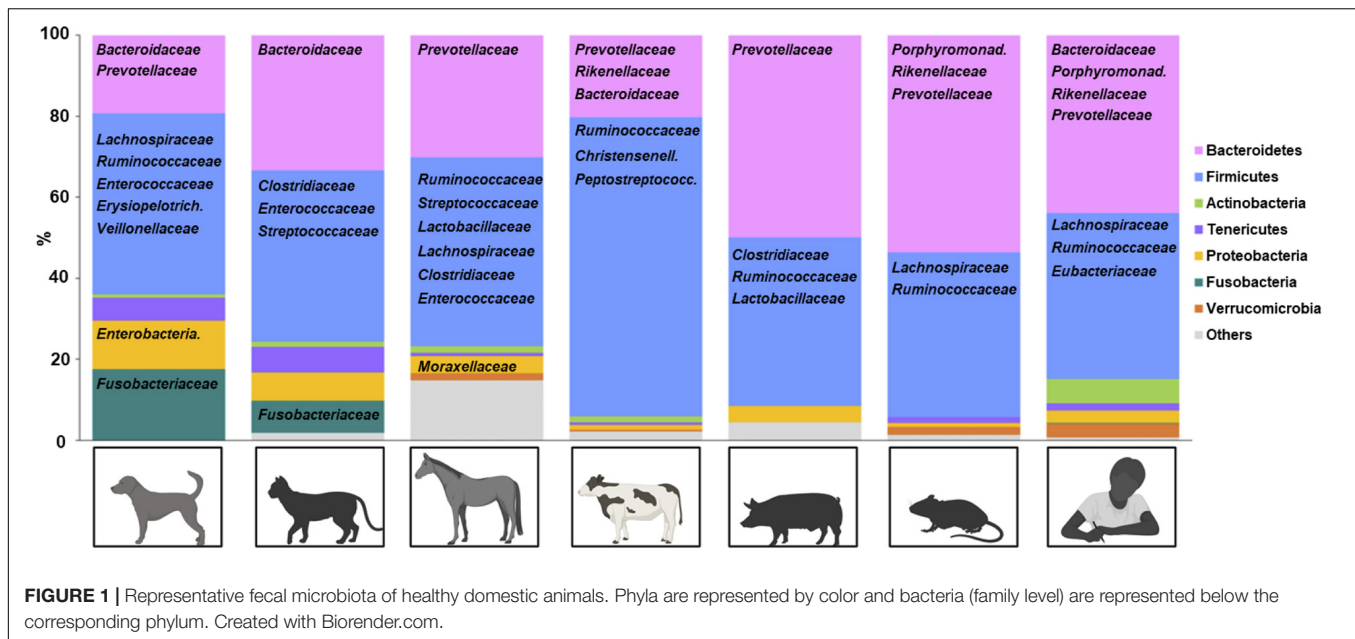 100
80
60
40
20
0
%
Bacteroidaceae
Prevotellaceae
Lachnospiraceae
Ruminococcaceae
Enterococcaceae
Erysiopelotrich.
Veillonellaceae
Enterobacteria.
Fusobacteriaceae
Bacteroidaceae
Clostridiaceae
Enterococcaceae
Streptococcaceae
Fusobacteriaceae
Prevotellaceae
Ruminococcaceae
Streptococcaceae
Lactobacillaceae
Lachnospiraceae
Clostridiaceae
Enterococcaceae
Moraxellaceae
Prevotellaceae
Rikenellaceae
Bacteroidaceae
Ruminococcaceae
Christensenell.
Peptostreptococc.
Prevotellaceae
Clostridiaceae
Ruminococcaceae
Lactobacillaceae
Porphyromonad.
Rikenellaceae
Prevotellaceae
Lachnospiraceae
Ruminococcaceae
Bacteroidaceae
Porphyromonad.
Rikenellaceae
Prevotellaceae
Lachnospiraceae
Ruminococcaceae
Eubacteriaceae
Bacteroidetes
Firmicutes
Actinobacteria
Tenericutes
Proteobacteria
Fusobacteria
Verrucomicrobia
Others
FIGURE 1 | Representative fecal microbiota of healthy domestic animals. Phyla are represented by color and bacteria (family level) are represented below the
corresponding phylum. Created with Biorender.com.